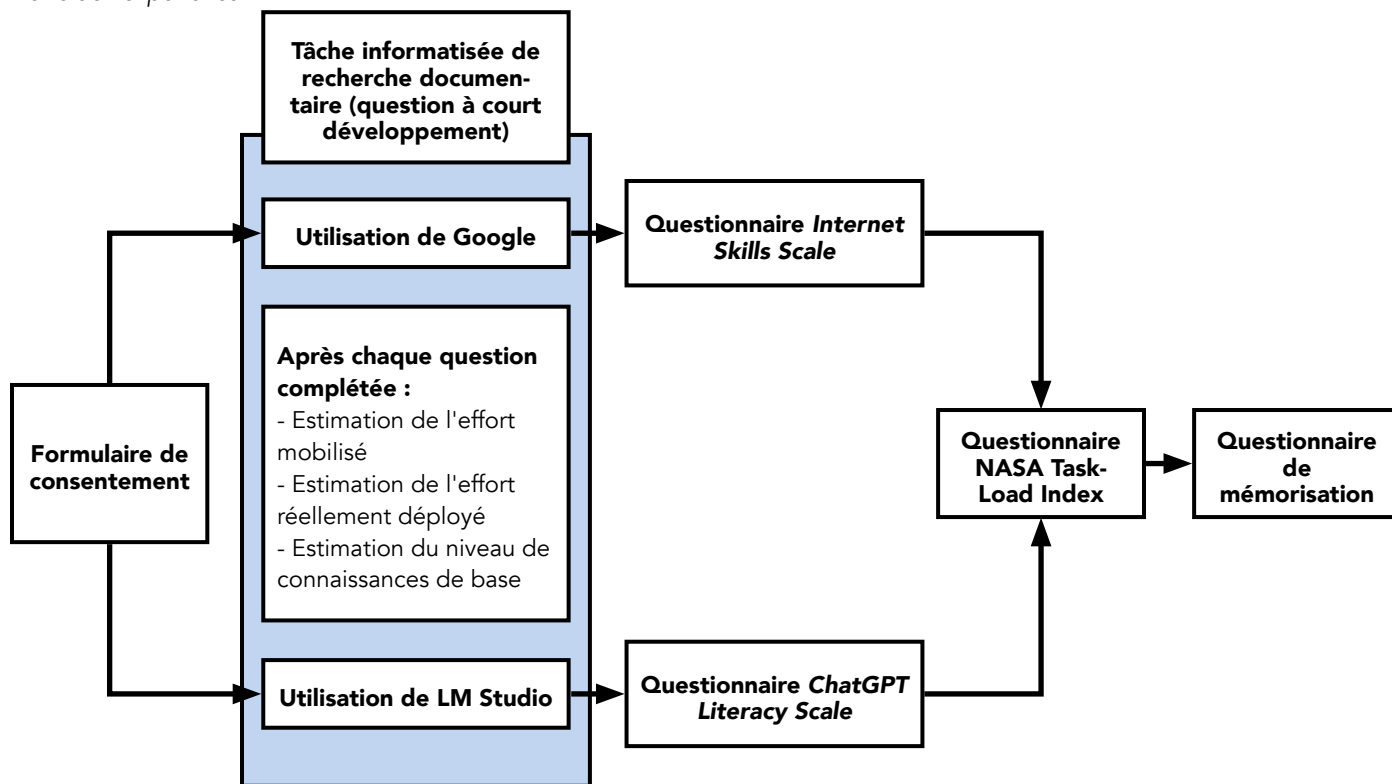 Tâche informatisée de
recherche documen-
taire (question à court
développement)
Utilisation de Google
Questionnaire Internet
Skills Scale
Après chaque question
complétée :
- Estimation de l'effort
mobilisé
- Estimation de l'effort
réellement déployé
- Estimation du niveau de
connaissances de base
Formulaire de
consentement
Questionnaire
NASA Task-
Load Index
Questionnaire
de
mémorisation
Utilisation de LM Studio
Questionnaire ChatGPT
Literacy Scale